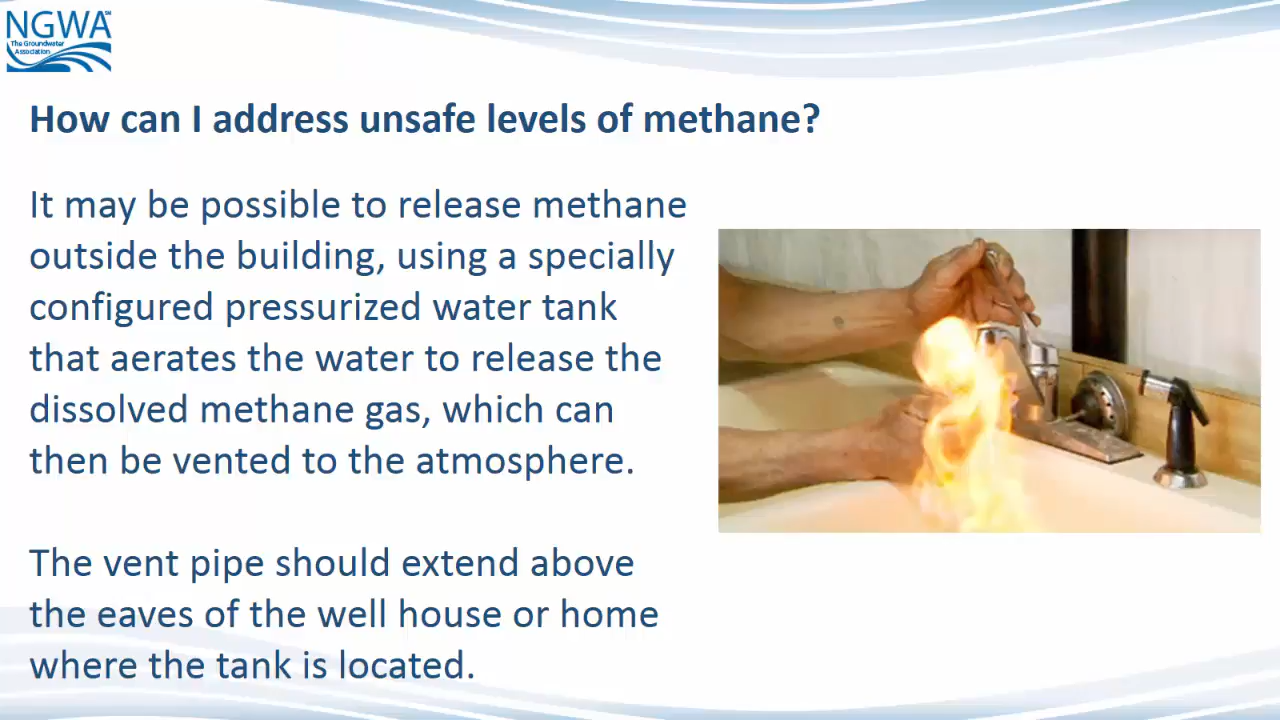 NGWA
The Groundwater
Association
How can I address unsafe levels of methane?
It may be possible to release methane
outside the building, using a specially
configured pressurized water tank
that aerates the water to release the
dissolved methane gas, which can
then be vented to the atmosphere.
The vent pipe should extend above
the eaves of the well house or home
where the tank is located.